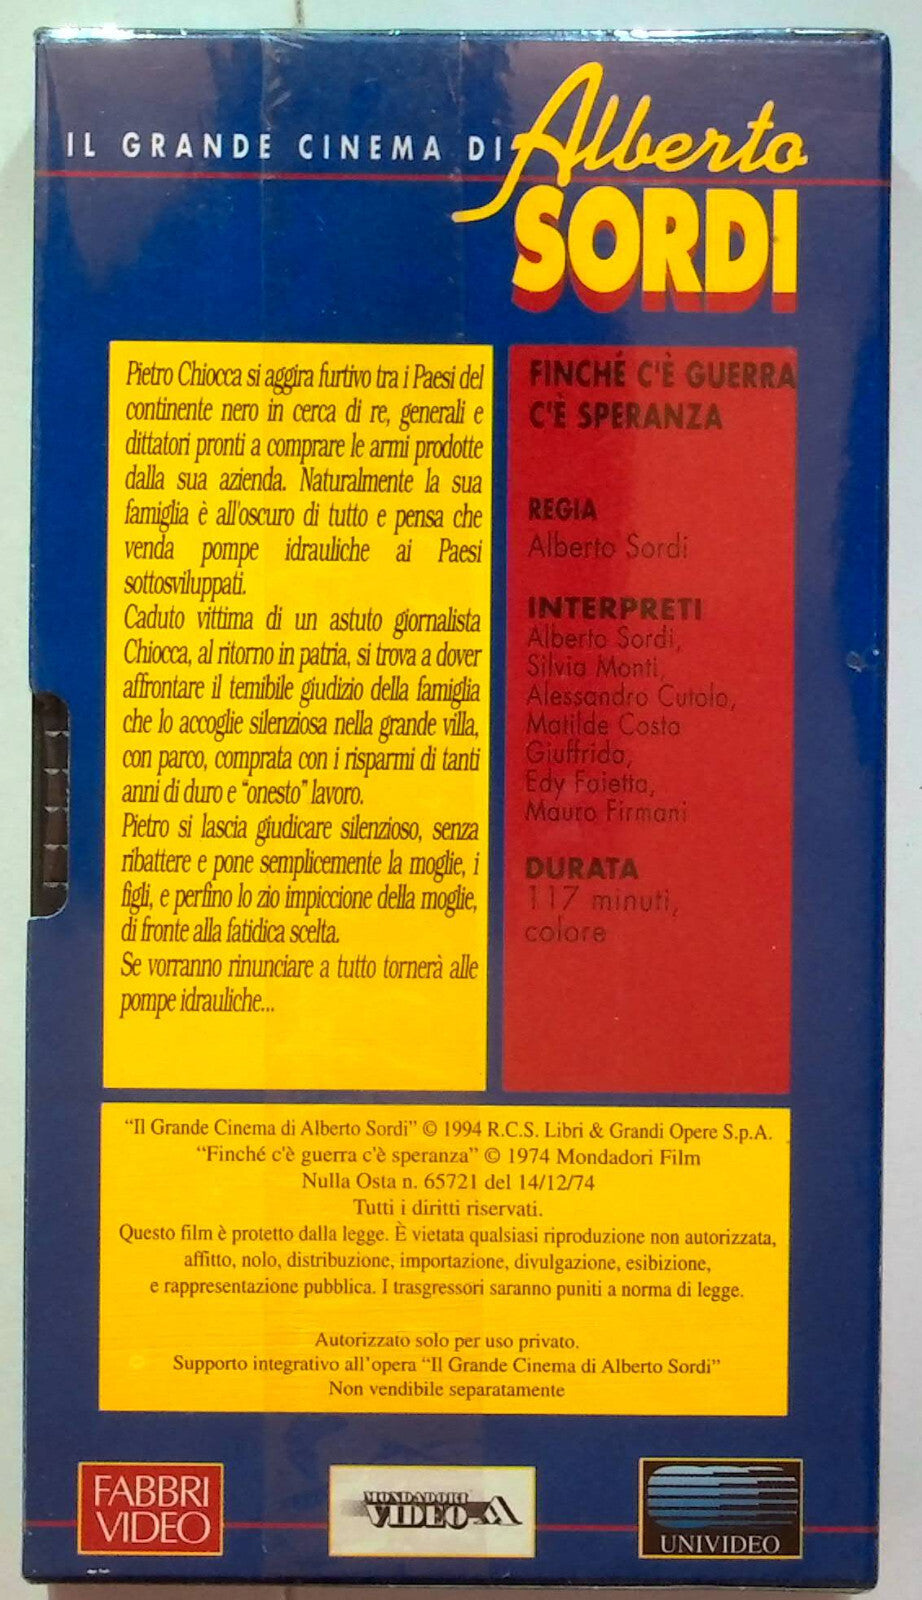 IL GRANDE CINEMA DI Alberto
SORDI
Pietro Chiocca si aggira furtivo tra i Paesi del
continente nero in cerca di re, generali e
dittatori pronti a comprare le armi prodotte
dalla sua azienda. Naturalmente la sua
famiglia è all'oscuro di tutto e pensa che
venda pompe idrauliche ai Paesi
sottosviluppati.
Caduto vittima di un astuto giornalista
Chiocca, al ritorno in patria, si trova a dover
affrontare il temibile giudizio della famiglia
che lo accoglie silenziosa nella grande villa,
con parco, comprata con i risparmi di tanti
anni di duro e "onesto" lavoro.
Pietro si lascia giudicare silenzioso, senza
ribattere e pone semplicemente la moglie, i
figli, e perfino lo zio impiccione della moglie,
di fronte alla fatidica scelta.
Se vorranno rinunciare a tutto tornerà alle
pompe idrauliche...
FINCHÉ C'È GUERRA
C'È SPERANZA
REGIA
Alberto Sordi
INTERPRETI
Alberto Sordi,
Silvia Monti,
Alessandro Cutolo,
Matilde Costa
Giuffrida,
Edy Faietta,
Mauro Firmani
DURATA
117 minuti,
colore
"Il Grande Cinema di Alberto Sordi" © 1994 R.C.S. Libri & Grandi Opere S.p.A.
"Finché c'è guerra c'è speranza" © 1974 Mondadori Film
Nulla Osta n. 65721 del 14/12/74
Tutti i diritti riservati.
Questo film è protetto dalla legge. È vietata qualsiasi riproduzione non autorizzata,
affitto, nolo, distribuzione, importazione, divulgazione, esibizione,
e rappresentazione pubblica. I trasgressori saranno puniti a norma di legge.
Autorizzato solo per uso privato.
Supporto integrativo all'opera "Il Grande Cinema di Alberto Sordi"
Non vendibile separatamente
FABBRI
VIDEO
MONDADORI
VIDEO
UNIVIDEO